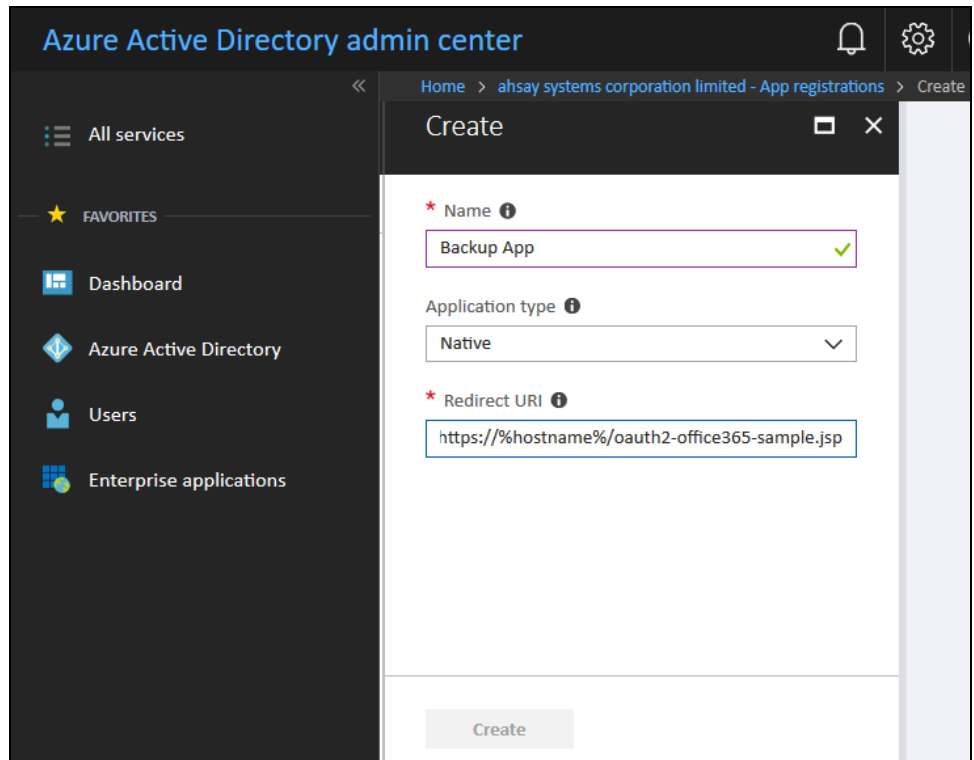 Azure Active Directory admin center
Home > ahsay systems corporation limited - App registrations > Create
All services
FAVORITES
Dashboard
Azure Active Directory
Users
Enterprise applications
Create
* Name
Backup App
Application type
Native
* Redirect URI
https://%hostname%/oauth2-office365-sample.jsp
Create